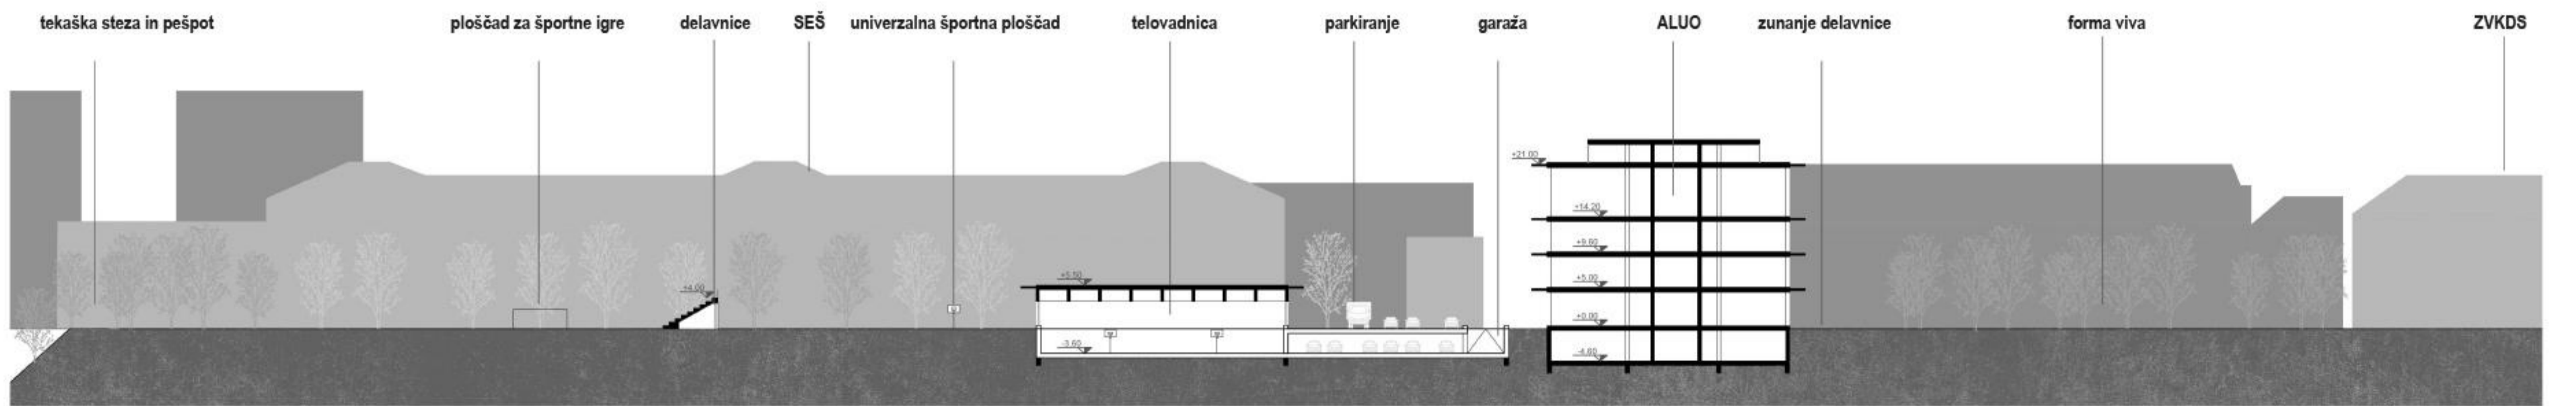 tekaška steza in pešpot
ploščad za športne igre
delavnice
SEŠ
univerzalna športna ploščad
telovadnica
parkiranje
garaža
ALUO
zunanje delavnice
forma viva
ZVKDS
+21.00
+14.20
+9.60
+5.00
+0.00
-4.60
+4.00
+5.50
-3.60